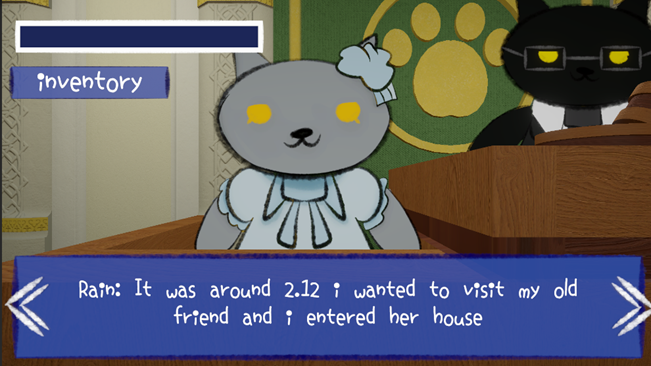 inventory
Rain: It was around 2.12 i wanted to visit my old
friend and i entered her house